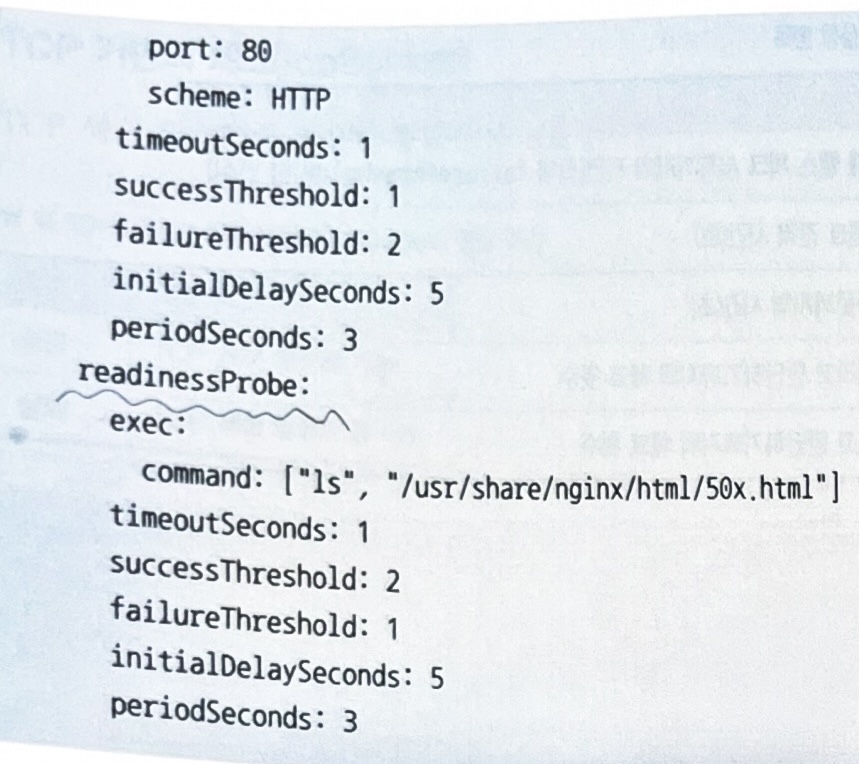 port: 80
scheme: HTTP
timeoutSeconds: 1
successThreshold: 1
failureThreshold: 2
initialDelaySeconds: 5
periodSeconds: 3
readinessProbe:
exec:
command: ["ls", "/usr/share/nginx/html/50x.html"]
timeoutSeconds: 1
successThreshold: 2
failureThreshold: 1
initialDelaySeconds: 5
periodSeconds: 3